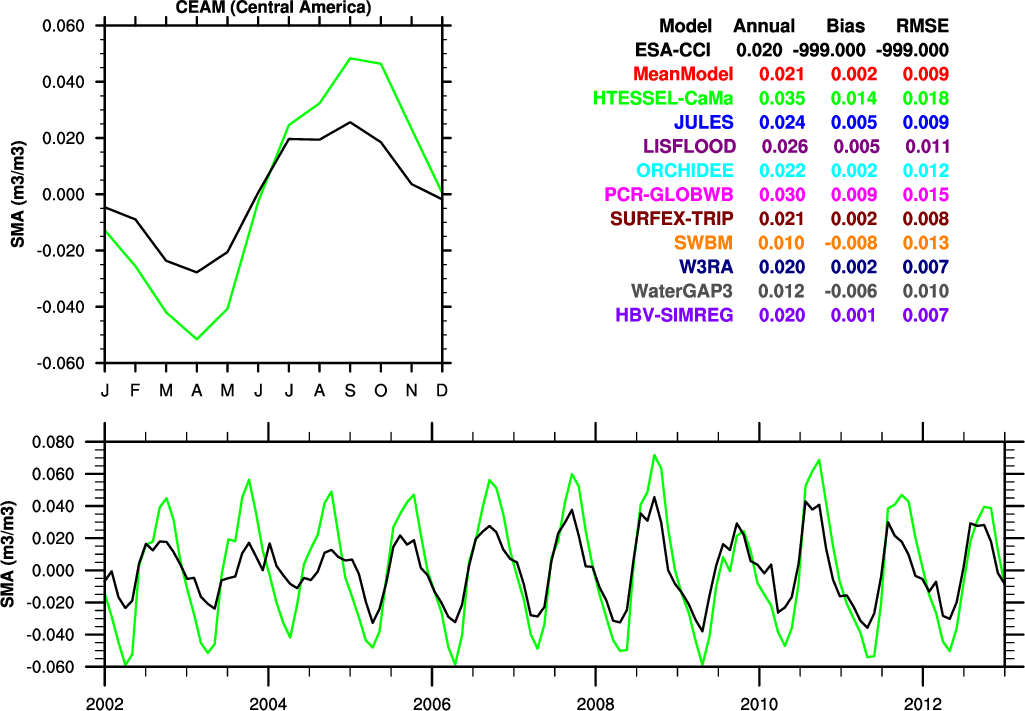 CEAM (Central America)
0.060
0.040
0.020
0.000
-0.020
-0.040
-0.060
SMA (m3/m3)
J F M A M J J A S O N D
Model Annual Bias RMSE
ESA-CCI 0.020 -999.000 -999.000
MeanModel 0.021 0.002 0.009
HTESSEL-CaMa 0.035 0.014 0.018
JULES 0.024 0.005 0.009
LISFLOOD 0.026 0.005 0.011
ORCHIDEE 0.022 0.002 0.012
PCR-GLOBWB 0.030 0.009 0.015
SURFEX-TRIP 0.021 0.002 0.008
SWBM 0.010 -0.008 0.013
W3RA 0.020 0.002 0.007
WaterGAP3 0.012 -0.006 0.010
HBV-SIMREG 0.020 0.001 0.007
0.080
0.060
0.040
0.020
0.000
-0.020
-0.040
-0.060
SMA (m3/m3)
2002 2004 2006 2008 2010 2012